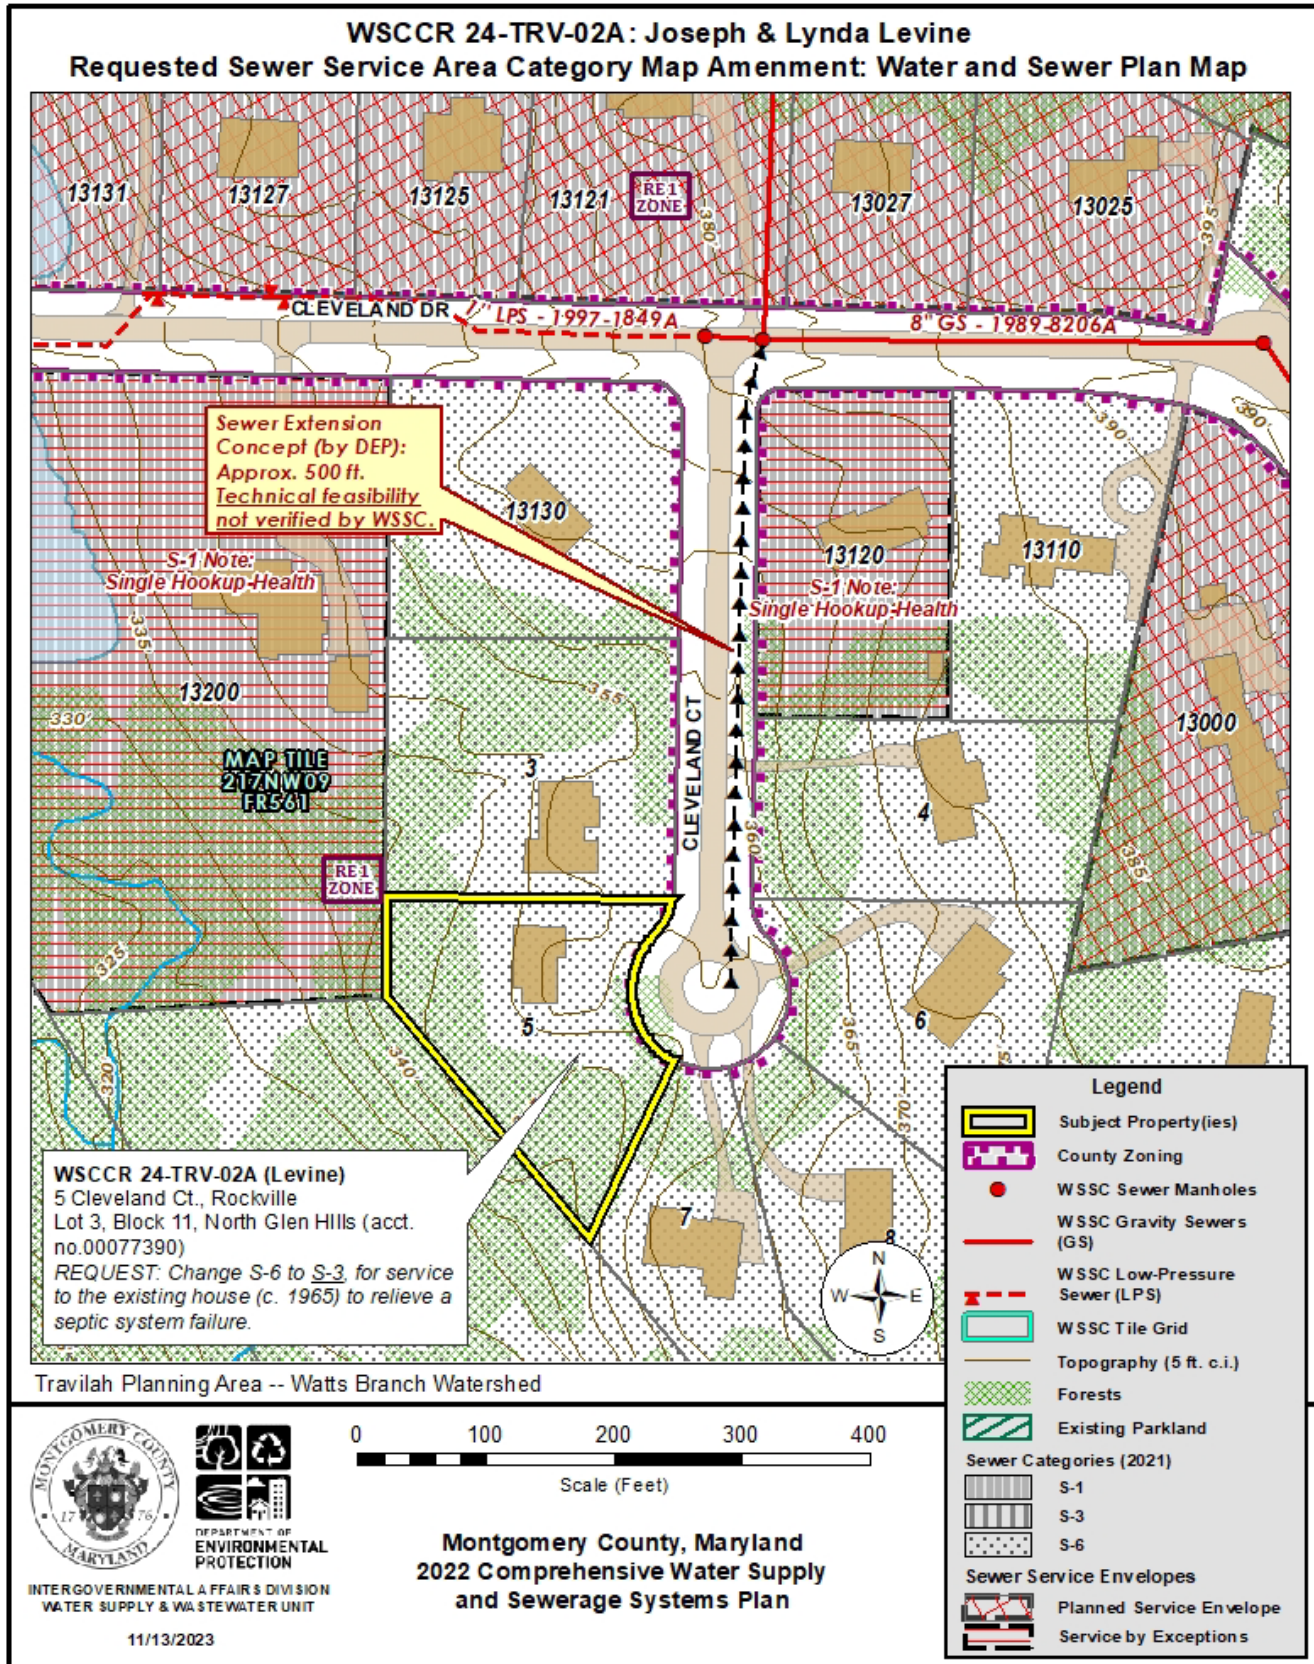 WSCCR 24-TRV-02A: Joseph & Lynda Levine
Requested Sewer Service Area Category Map Amenment: Water and Sewer Plan Map
13131
13127
13125
13121
RE1
ZONE
380'
13027
13025
395'
CLEVELAND DR
1/" LPS - 1997-1849A
8" GS - 1989-8206A
Sewer Extension
Concept (by DEP):
Approx. 500 ft.
Technical feasibility
not verified by WSSC.
13130
13120
S-1 Note:
Single Hookup-Health
13110
390'
390'
S-1 Note:
Single Hookup-Health
335'
13200
330'
MAP TILE
217NW09
FR561
355'
CLEVELAND CT
3
4
360'
13000
385'
RE1
ZONE
325
5
6
340'
320'
365'
370'
7
8
WSCCR 24-TRV-02A (Levine)
5 Cleveland Ct., Rockville
Lot 3, Block 11, North Glen HIlls (acct.
no.00077390)
REQUEST: Change S-6 to S-3, for service
to the existing house (c. 1965) to relieve a
septic system failure.
N
W E
S
Legend
Subject Property(ies)
County Zoning
WSSC Sewer Manholes
WSSC Gravity Sewers
(GS)
WSSC Low-Pressure
Sewer (LPS)
WSSC Tile Grid
Topography (5 ft. c.i.)
Forests
Existing Parkland
Sewer Categories (2021)
S-1
S-3
S-6
Sewer Service Envelopes
Planned Service Envelope
Service by Exceptions
Travilah Planning Area -- Watts Branch Watershed
MONTGOMERY COUNTY
17 76
MARYLAND
DEPARTMENT OF
ENVIRONMENTAL
PROTECTION
INTERGOVERNMENTAL AFFAIRS DIVISION
WATER SUPPLY & WASTEWATER UNIT
11/13/2023
0 100 200 300 400
Scale (Feet)
Montgomery County, Maryland
2022 Comprehensive Water Supply
and Sewerage Systems Plan